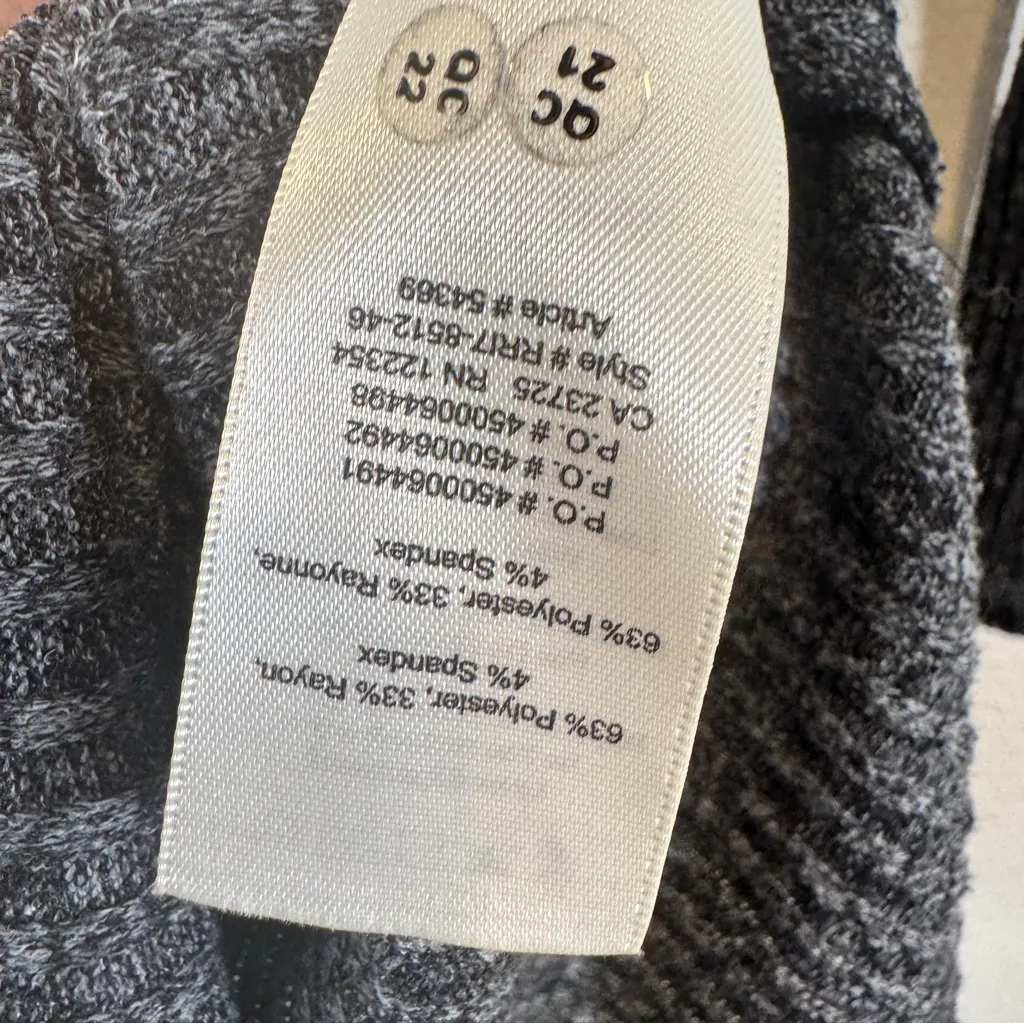 63% Polyester, 33% Rayon,
4% Spandex
63% Polyester, 33% Rayonne,
4% Spandex
P.O. # 4500064491
P.O. # 4500064492
P.O. # 4500064498
CA 23725 RN 122354
Style # RRI7-8512-46
Article # 54369
QC
21
QC
22